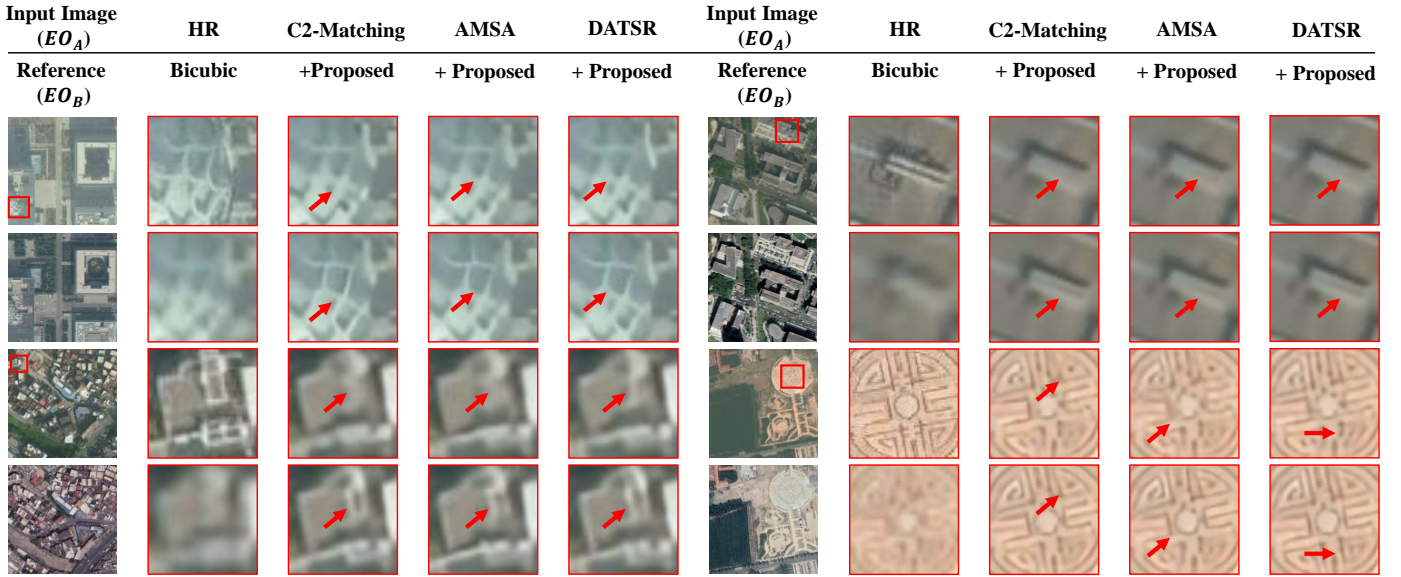 Input Image HR C2-Matching AMSA DATSR Input Image HR C2-Matching AMSA DATSR
(EO_A) (EO_A)
Reference Bicubic +Proposed + Proposed + Proposed Reference Bicubic + Proposed + Proposed + Proposed
(EO_B) (EO_B)